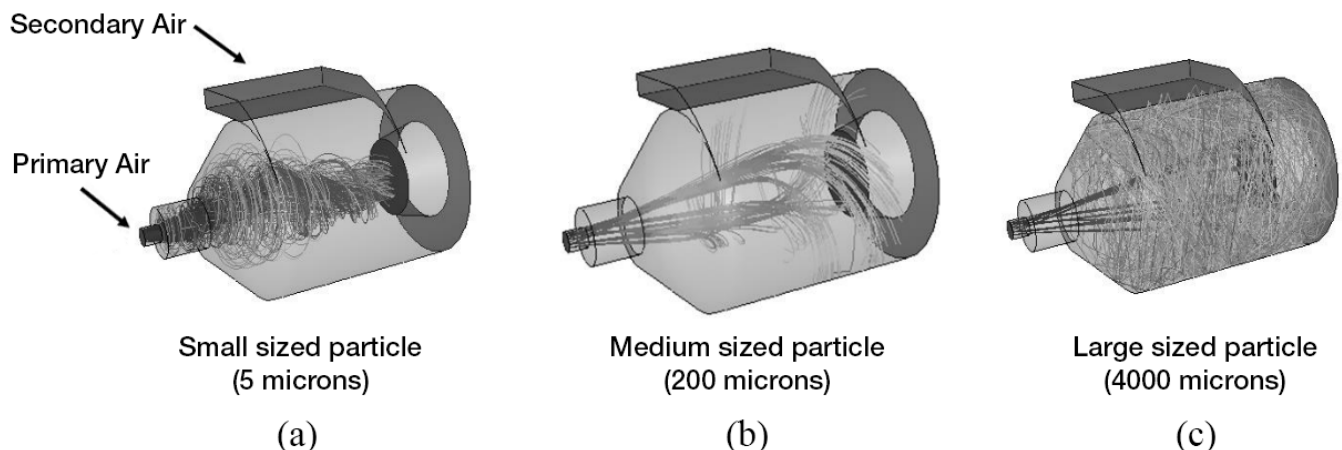 Secondary Air
Primary Air
Small sized particle
(5 microns)
(a)
Medium sized particle
(200 microns)
(b)
Large sized particle
(4000 microns)
(c)